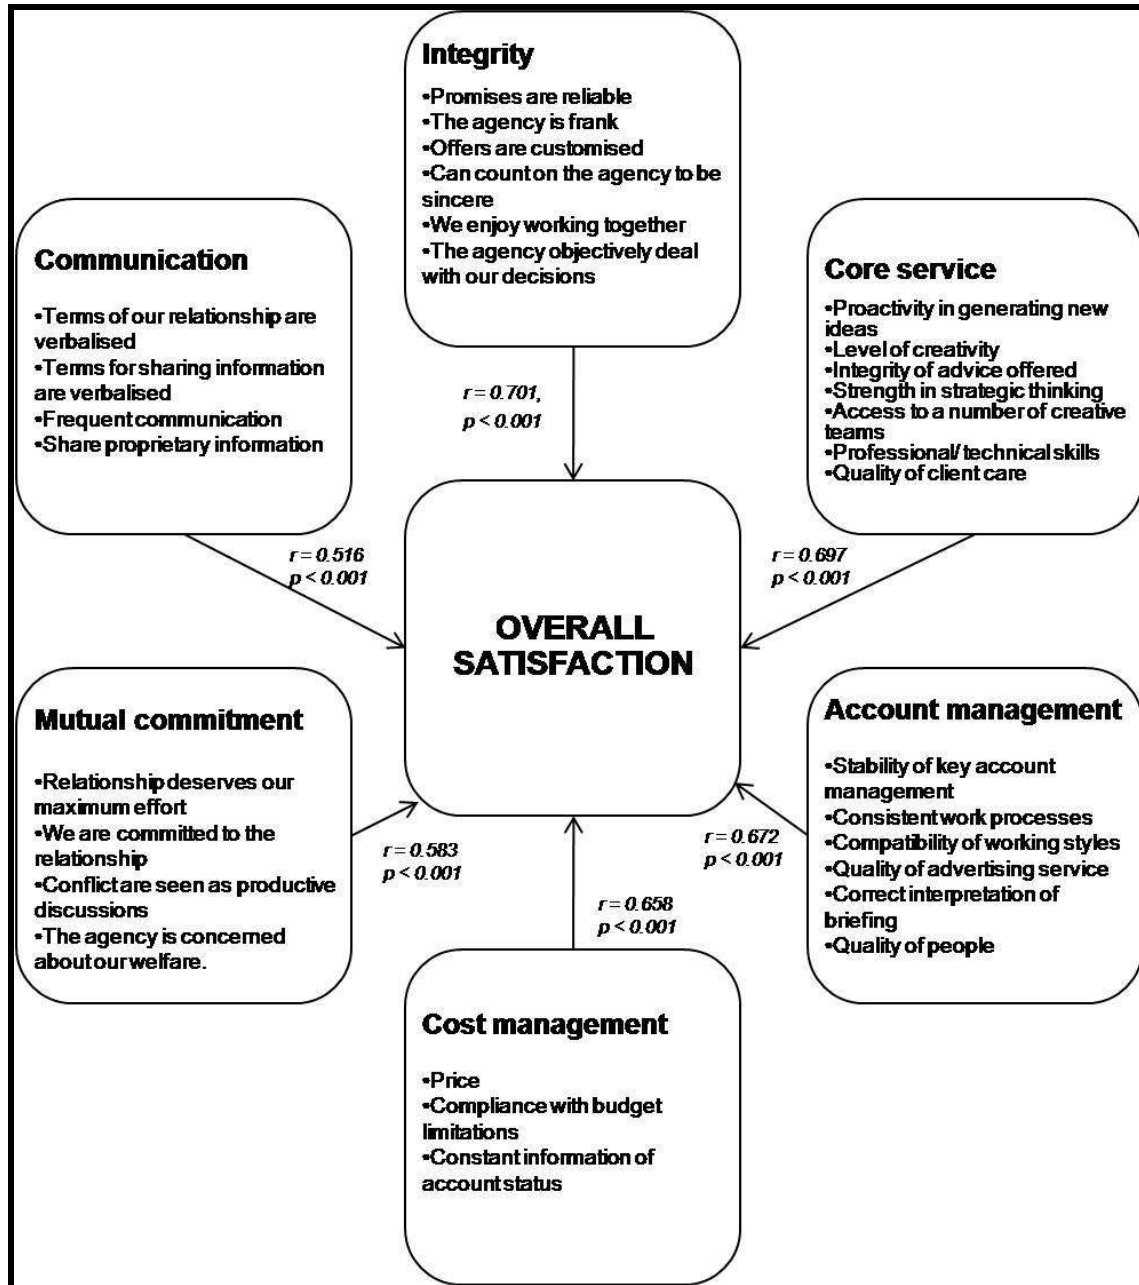 Integrity
•Promises are reliable
•The agency is frank
•Offers are customised
•Can count on the agency to be
sincere
•We enjoy working together
•The agency objectively deal
with our decisions
Communication
•Terms of our relationship are
verbalised
•Terms for sharing information
are verbalised
•Frequent communication
•Share proprietary information
Core service
•Proactivity in generating new
ideas
•Level of creativity
•Integrity of advice offered
•Strength in strategic thinking
•Access to a number of creative
teams
•Professional/ technical skills
•Quality of client care
r = 0.701,
p < 0.001
r = 0.516
p < 0.001
r = 0.697
p < 0.001
OVERALL
SATISFACTION
Mutual commitment
•Relationship deserves our
maximum effort
•We are committed to the
relationship
•Conflict are seen as productive
discussions
•The agency is concerned
about our welfare.
r = 0.583
p < 0.001
Account management
•Stability of key account
management
•Consistent work processes
•Compatibility of working styles
•Quality of advertising service
•Correct interpretation of
briefing
•Quality of people
r = 0.672
p < 0.001
r = 0.658
p < 0.001
Cost management
•Price
•Compliance with budget
limitations
•Constant information of
account status